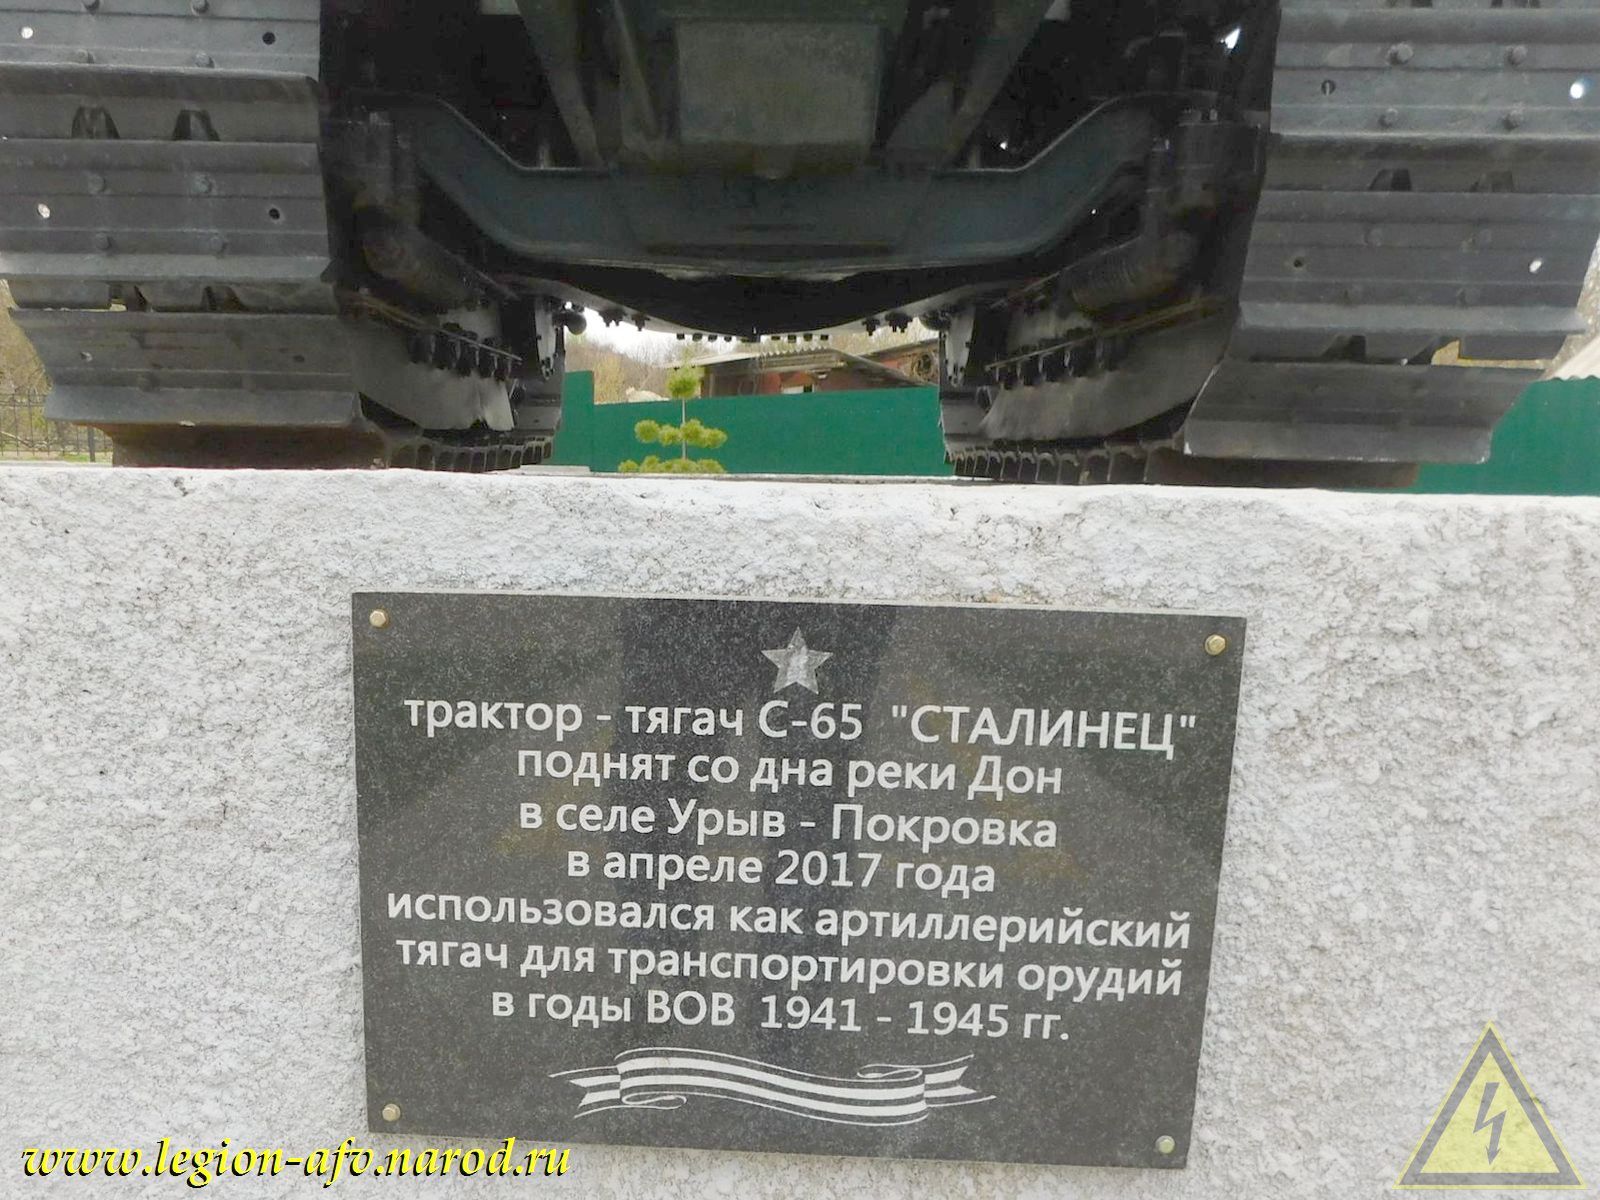 трактор - тягач С-65 "СТАЛИНЕЦ"
поднят со дна реки Дон
в селе Урыв - Покровка
в апреле 2017 года
использовался как артиллерийский
тягач для транспортировки орудий
в годы ВОВ 1941 - 1945 гг.
www.legion-afv.narod.ru